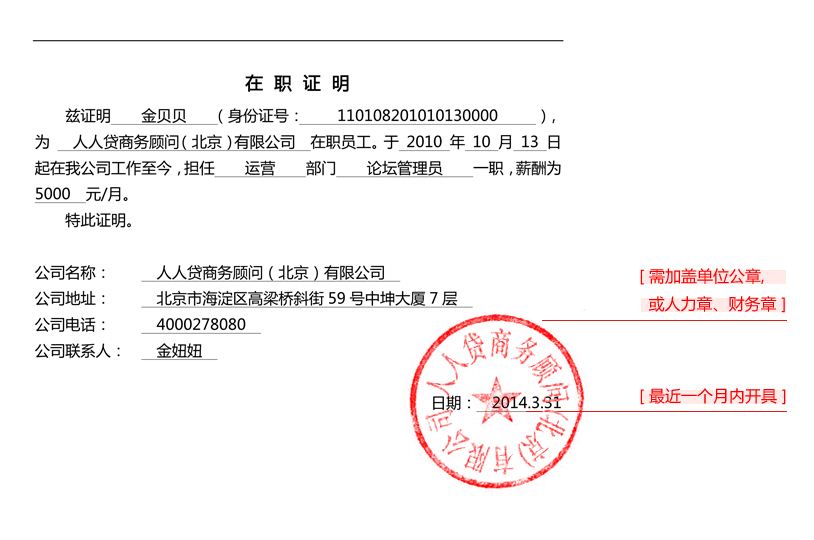 在 职 证 明
兹证明 金贝贝 (身份证号: 110108201010130000 ),
为 人人贷商务顾问(北京)有限公司 在职员工。于 2010 年 10 月 13 日
起在我公司工作至今,担任 运营 部门 论坛管理员 一职,薪酬为
5000 元/月。
特此证明。
公司名称: 人人贷商务顾问(北京)有限公司
[ 需加盖单位公章,
公司地址: 北京市海淀区高梁桥斜街 59 号中坤大厦 7 层
或人力章、财务章 ]
公司电话: 4000278080
公司联系人: 金妞妞
人人贷商务顾问(北京)有限公司
日期: 2014.3.31
[ 最近一个月内开具 ]